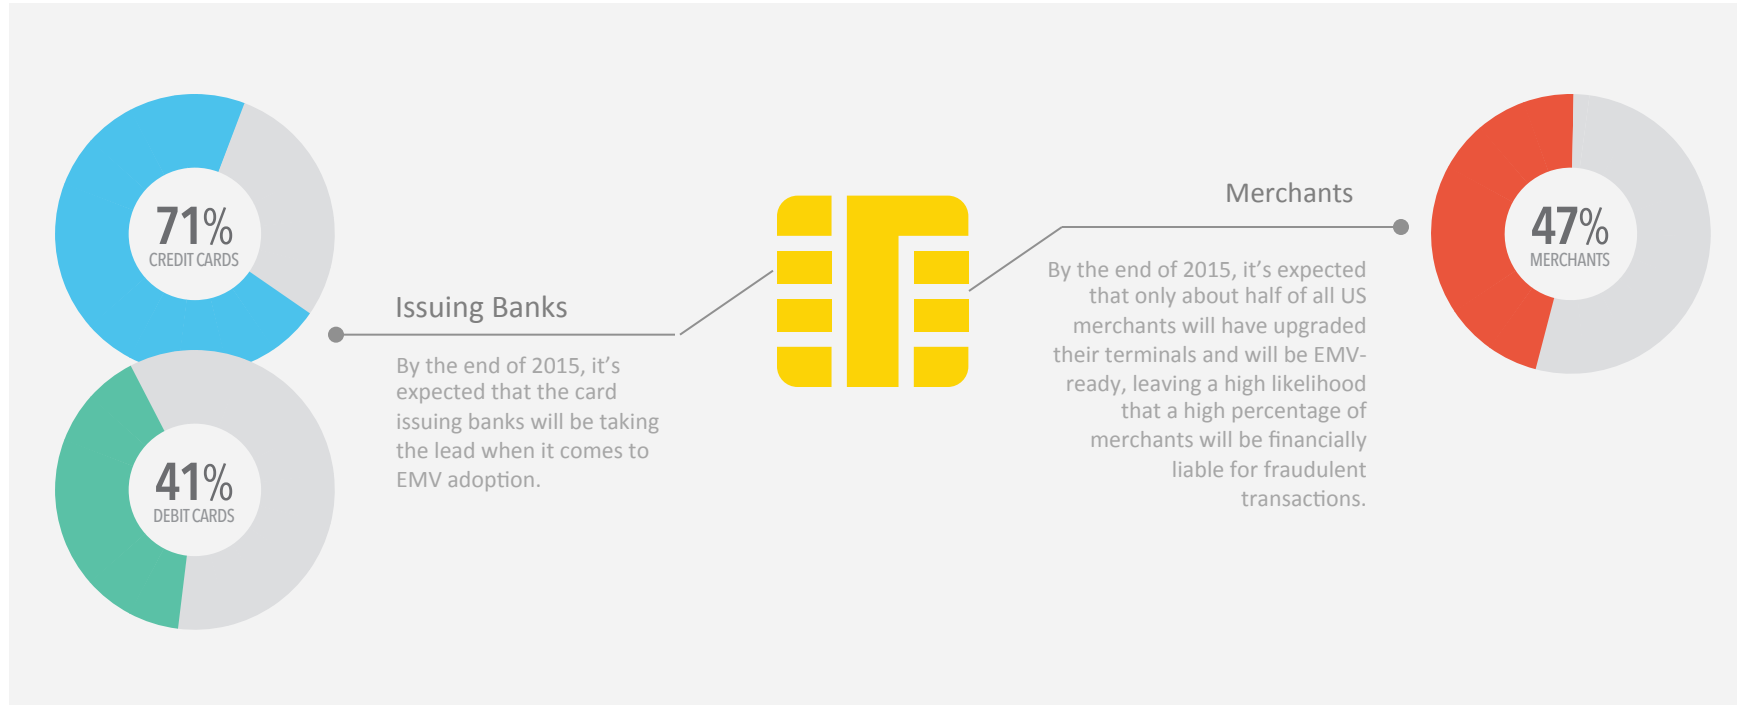 71%
CREDIT CARDS
41%
DEBIT CARDS
Issuing Banks
By the end of 2015, it’s
expected that the card
issuing banks will be taking
the lead when it comes to
EMV adoption.
Merchants
By the end of 2015, it’s expected
that only about half of all US
merchants will have upgraded
their terminals and will be EMV-
ready, leaving a high likelihood
that a high percentage of
merchants will be financially
liable for fraudulent
transactions.
47%
MERCHANTS